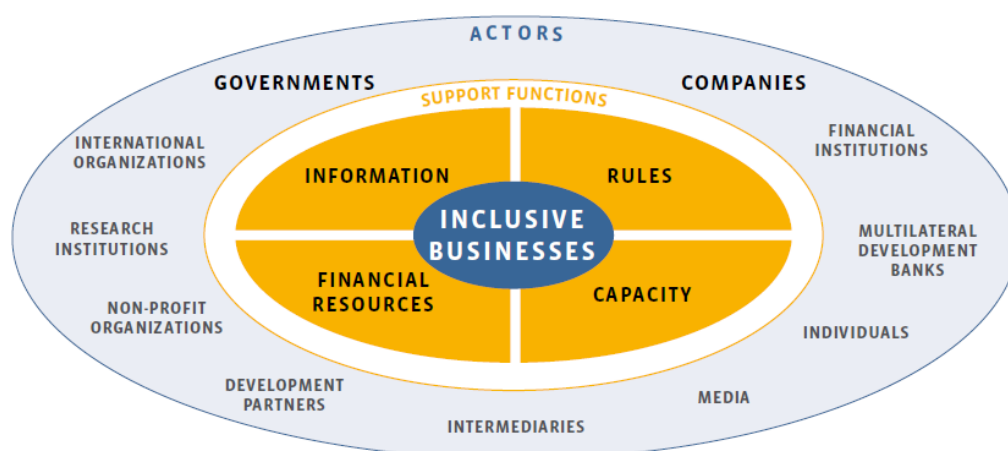 ACTORS
GOVERNMENTS
COMPANIES
SUPPORT FUNCTIONS
INTERNATIONAL
ORGANIZATIONS
FINANCIAL
INSTITUTIONS
INFORMATION
RULES
RESEARCH
INSTITUTIONS
INCLUSIVE
BUSINESSES
MULTILATERAL
DEVELOPMENT
BANKS
FINANCIAL
RESOURCES
CAPACITY
NON-PROFIT
ORGANIZATIONS
INDIVIDUALS
DEVELOPMENT
PARTNERS
MEDIA
INTERMEDIARIES